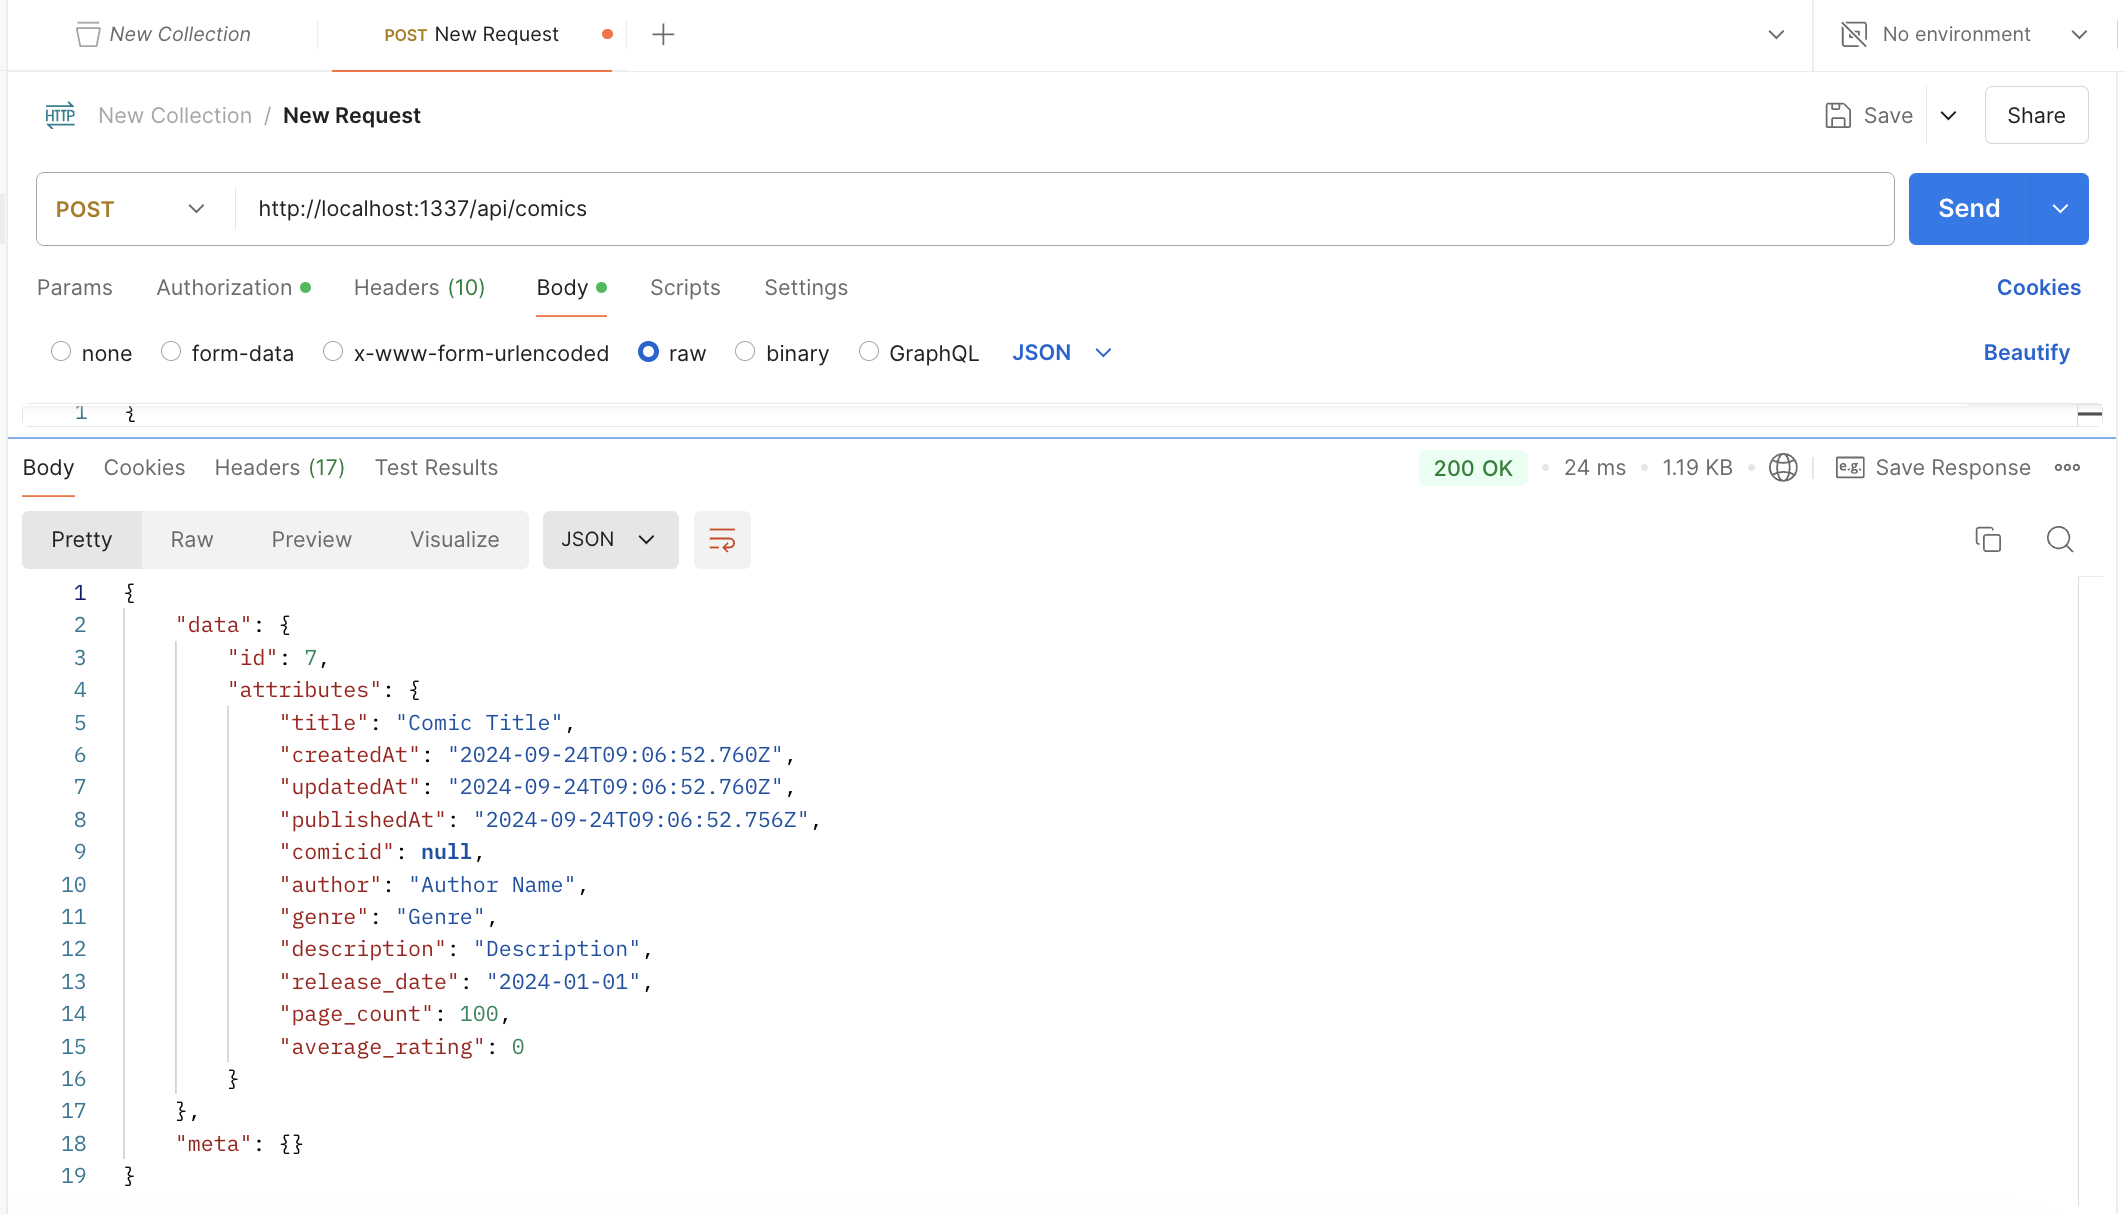 New Collection POST New Request No environment
HTTP New Collection / New Request Save Share
POST http://localhost:1337/api/comics Send
Params Authorization Headers (10) Body Scripts Settings Cookies
none form-data x-www-form-urlencoded raw binary GraphQL JSON Beautify
1 {
Body Cookies Headers (17) Test Results 200 OK 24 ms 1.19 KB e.g. Save Response
Pretty Raw Preview Visualize JSON
1 {
2 "data": {
3 "id": 7,
4 "attributes": {
5 "title": "Comic Title",
6 "createdAt": "2024-09-24T09:06:52.760Z",
7 "updatedAt": "2024-09-24T09:06:52.760Z",
8 "publishedAt": "2024-09-24T09:06:52.756Z",
9 "comicid": null,
10 "author": "Author Name",
11 "genre": "Genre",
12 "description": "Description",
13 "release_date": "2024-01-01",
14 "page_count": 100,
15 "average_rating": 0
16 }
17 },
18 "meta": {}
19 }